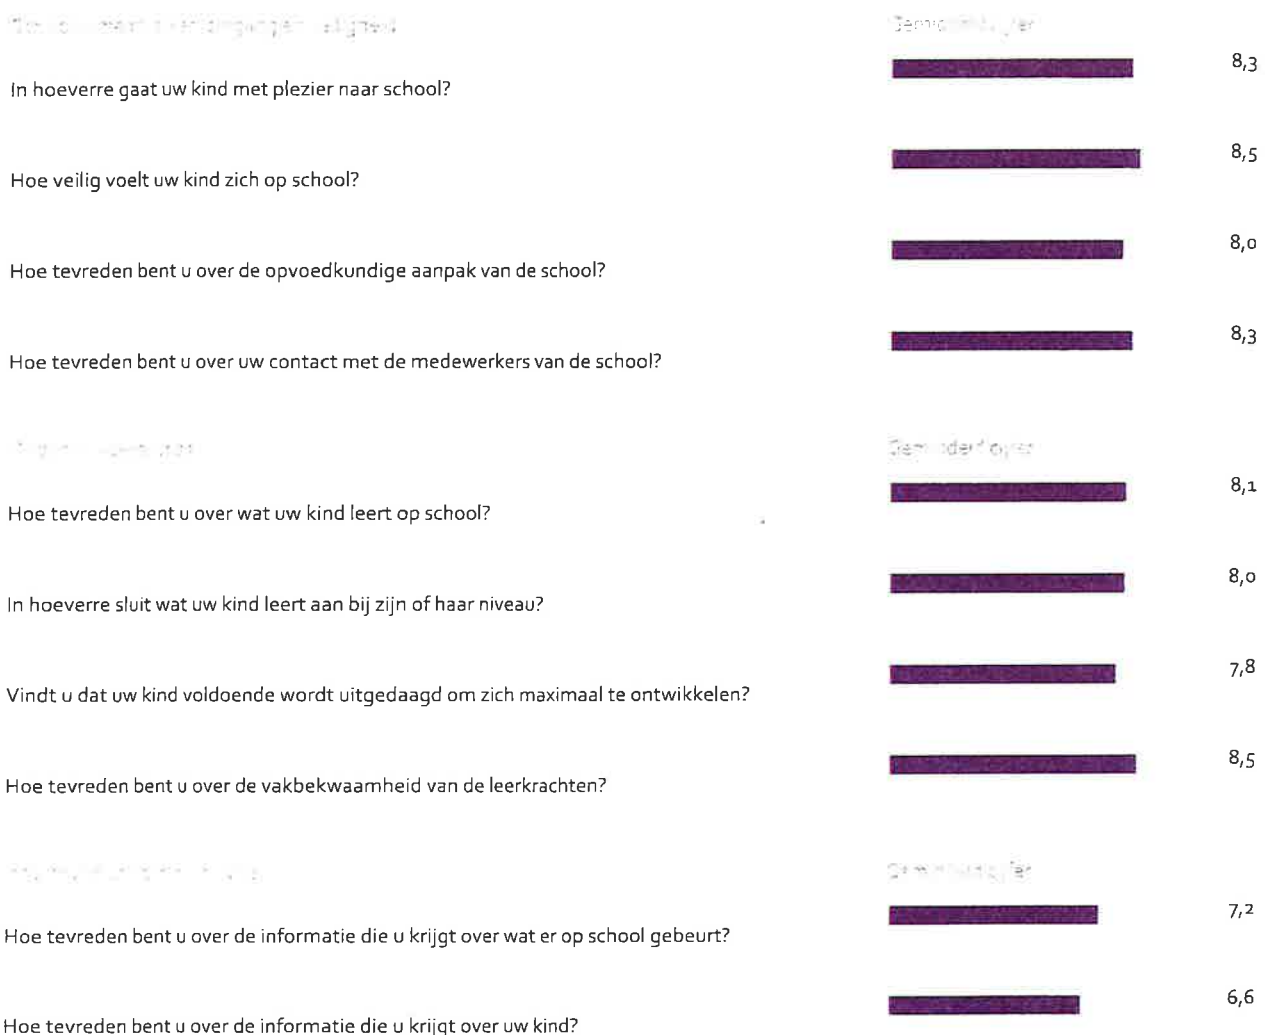 8,3
In hoeverre gaat uw kind met plezier naar school?
8,5
Hoe veilig voelt uw kind zich op school?
8,0
Hoe tevreden bent u over de opvoedkundige aanpak van de school?
8,3
Hoe tevreden bent u over uw contact met de medewerkers van de school?
8,1
Hoe tevreden bent u over wat uw kind leert op school?
8,0
In hoeverre sluit wat uw kind leert aan bij zijn of haar niveau?
7,8
Vindt u dat uw kind voldoende wordt uitgedaagd om zich maximaal te ontwikkelen?
8,5
Hoe tevreden bent u over de vakbekwaamheid van de leerkrachten?
7,2
Hoe tevreden bent u over de informatie die u krijgt over wat er op school gebeurt?
6,6
Hoe tevreden bent u over de informatie die u krijgt over uw kind?